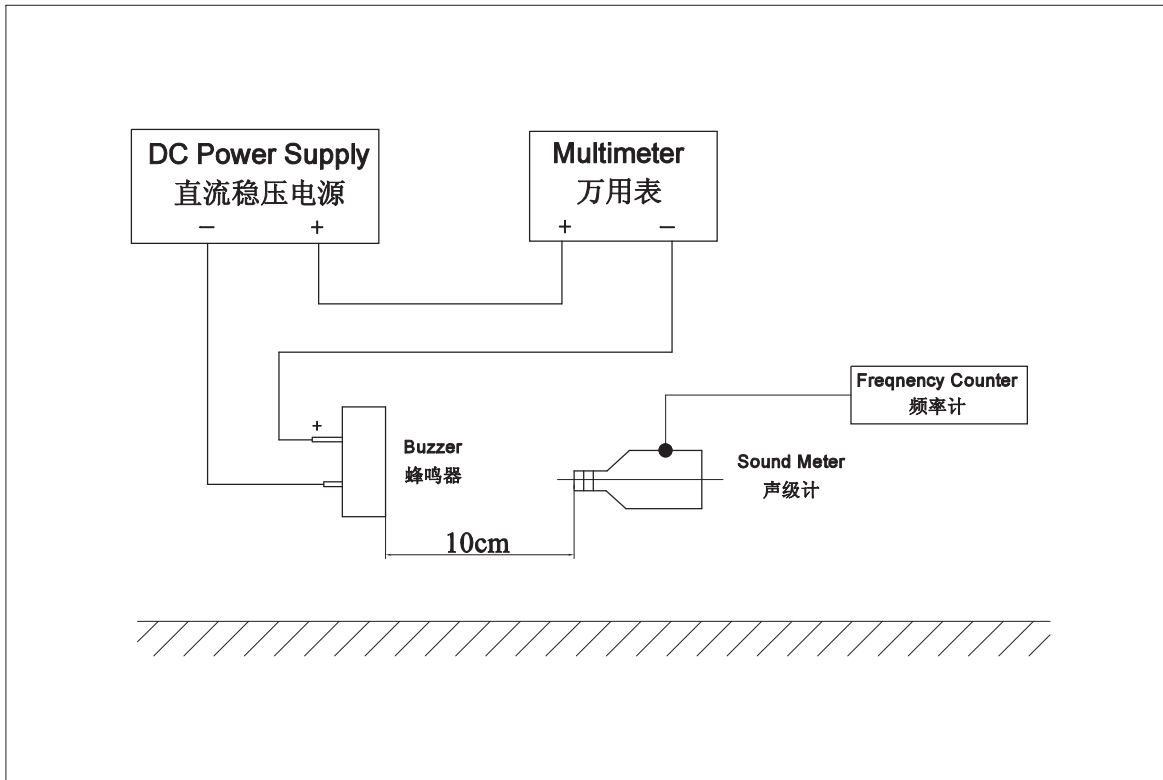 DC Power Supply
直流稳压电源
− +
Multimeter
万用表
+ −
Freqnency Counter
频率计
+
Buzzer
蜂鸣器
Sound Meter
声级计
10cm